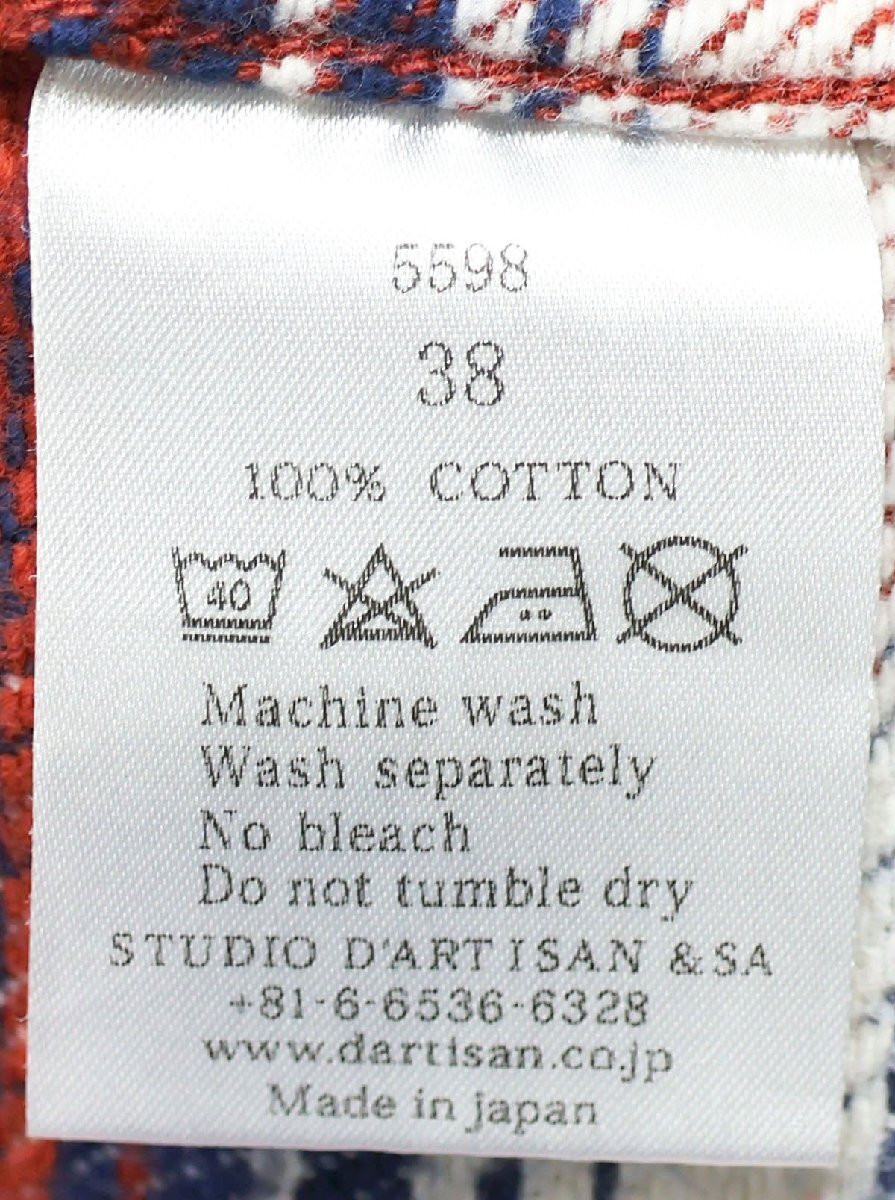 5598
38
100% COTTON
40
Machine wash
Wash separately
No bleach
Do not tumble dry
STUDIO D'ARTISAN & SA
+81-6-6536-6328
www.dartisan.co.jp
Made in Japan